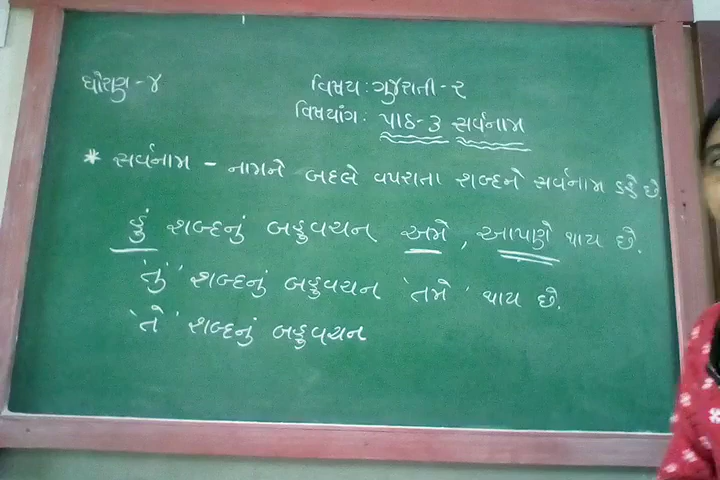 ધોરણ - ૪
વિષય : ગુજરાતી - ૨
વિષયાંગ : પાઠ - ૩ સર્વનામ
* સર્વનામ - નામને બદલે વપરાતા શબ્દને સર્વનામ કહે છે.
હું શબ્દનું બહુવચન અમે, આપણે થાય છે.
'તું' શબ્દનું બહુવચન 'તમે' થાય છે.
'તે' શબ્દનું બહુવચન